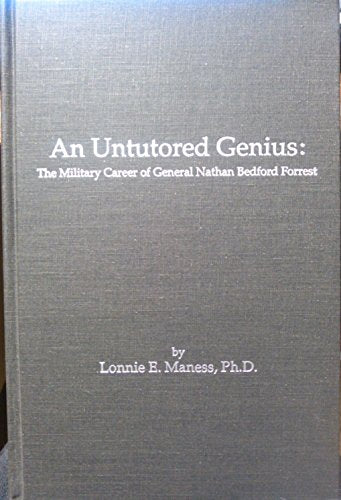 An Untutored Genius:
The Military Career of General Nathan Bedford Forrest
by
Lonnie E. Maness, Ph.D.